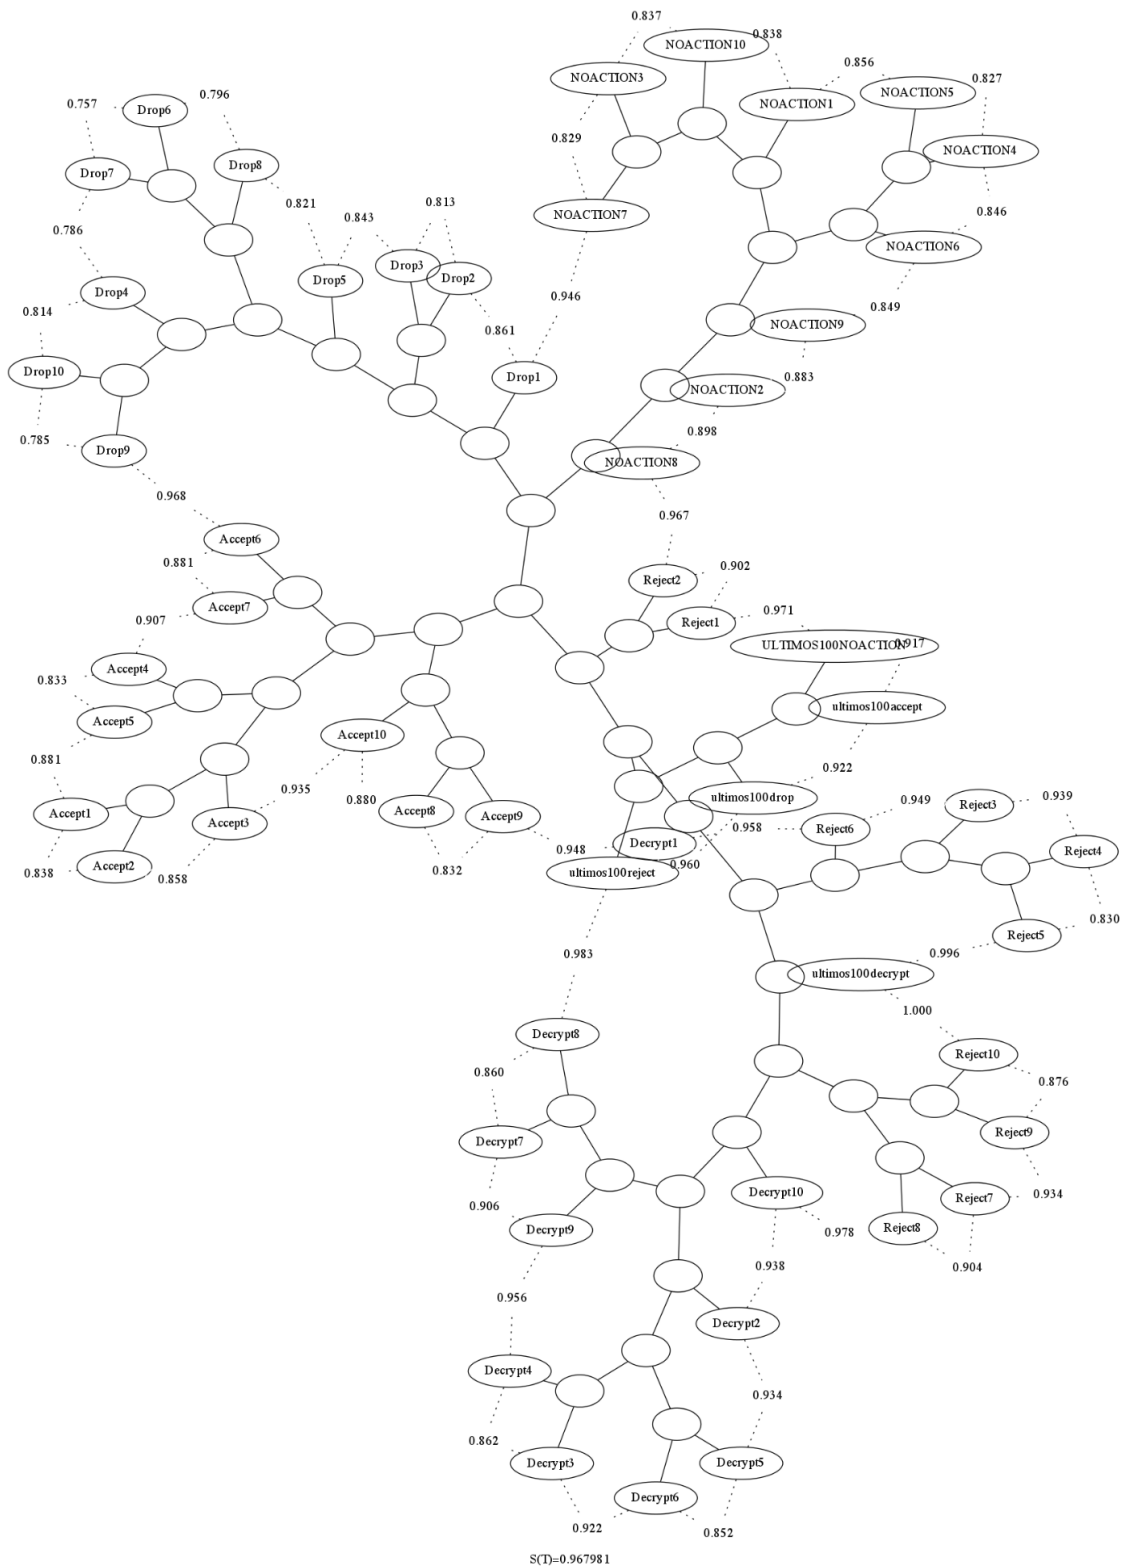 0.837
NOACTION10
0.838
NOACTION3
0.856
NOACTION5
0.827
0.757
0.796
Drop6
NOACTION1
0.829
NOACTION4
Drop7
Drop8
0.821
0.843
0.813
NOACTION7
0.846
0.786
NOACTION6
Drop3
Drop2
Drop5
Drop4
0.946
0.849
0.814
0.861
NOACTION9
Drop10
Drop1
0.883
NOACTION2
0.785
Drop9
0.898
NOACTION8
0.968
0.967
Accept6
0.881
0.902
Reject2
Accept7
0.907
0.971
Reject1
ULTIMOS100NOACTION
0.917
Accept4
0.833
ultimos100accept
Accept5
Accept10
0.881
0.922
0.935
0.880
ultimos100drop
0.949
Reject3
0.939
Accept1
Accept8
Accept9
Accept3
0.958
Reject6
0.948
Decrypt1
Reject4
0.960
Accept2
0.838
0.858
0.832
ultimos100reject
0.830
Reject5
0.983
0.996
ultimos100decrypt
1.000
Decrypt8
Reject10
0.860
0.876
Decrypt7
Reject9
0.906
Decrypt10
Reject7
0.934
Decrypt9
0.978
Reject8
0.938
0.904
0.956
Decrypt2
Decrypt4
0.934
0.862
Decrypt3
Decrypt5
Decrypt6
0.922
0.852
S(T)=0.967981